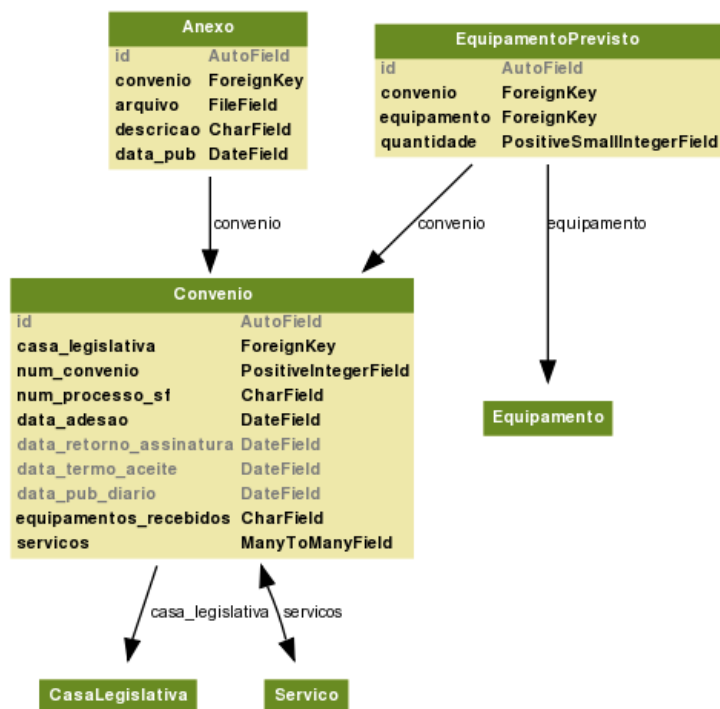 Anexo
id AutoField
convenio ForeignKey
arquivo FileField
descricao CharField
data_pub DateField
EquipamentoPrevisto
id AutoField
convenio ForeignKey
equipamento ForeignKey
quantidade PositiveSmallIntegerField
convenio
convenio
equipamento
Convenio
id AutoField
casa_legislativa ForeignKey
num_convenio PositiveIntegerField
num_processo_sf CharField
data_adesao DateField
data_retorno_assinatura DateField
data_termo_aceite DateField
data_pub_diario DateField
equipamentos_recebidos CharField
servicos ManyToManyField
Equipamento
casa_legislativa
servicos
CasaLegislativa
Servico